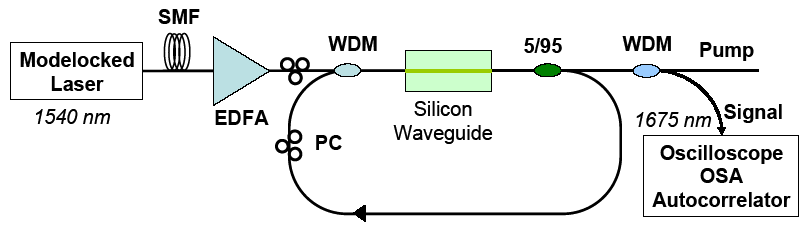 SMF
Modelocked
Laser
1540 nm
EDFA
WDM
PC
Silicon
Waveguide
5/95
WDM
Pump
1675 nm
Signal
Oscilloscope
OSA
Autocorrelator